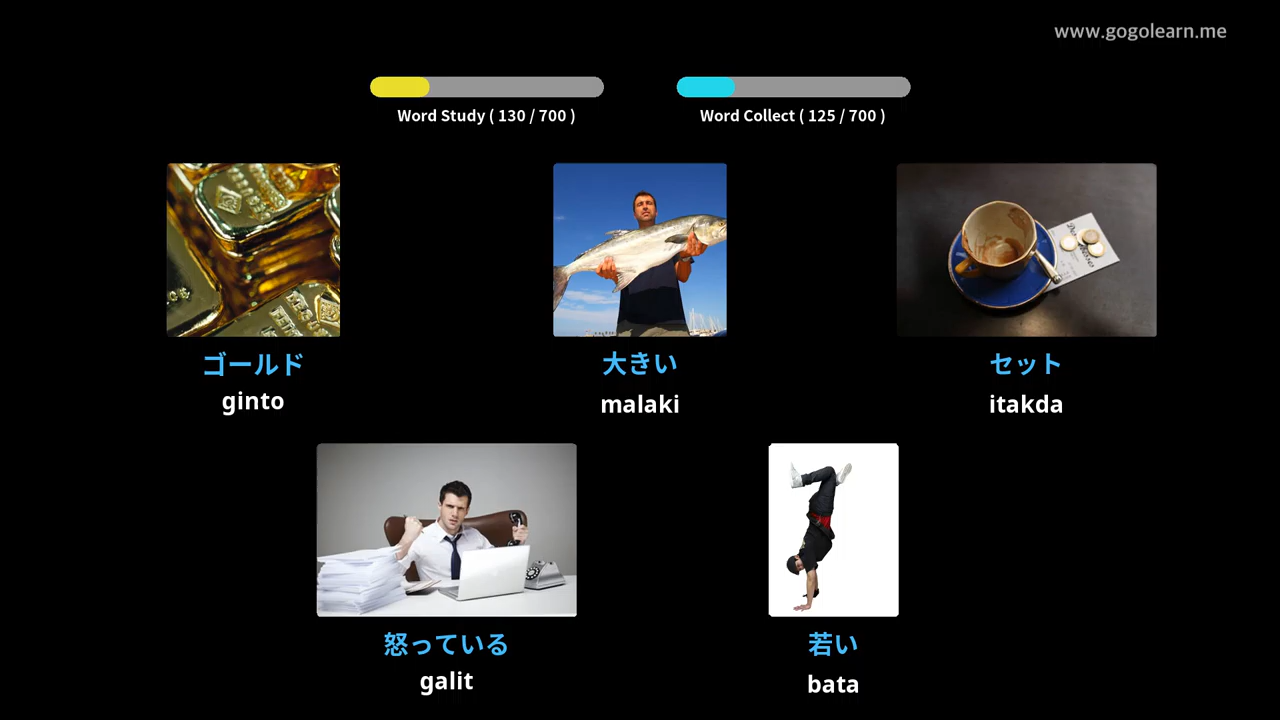 www.gogolearn.me
Word Study ( 130 / 700 )
Word Collect ( 125 / 700 )
ゴールド
ginto
大きい
malaki
セット
itakda
怒っている
galit
若い
bata